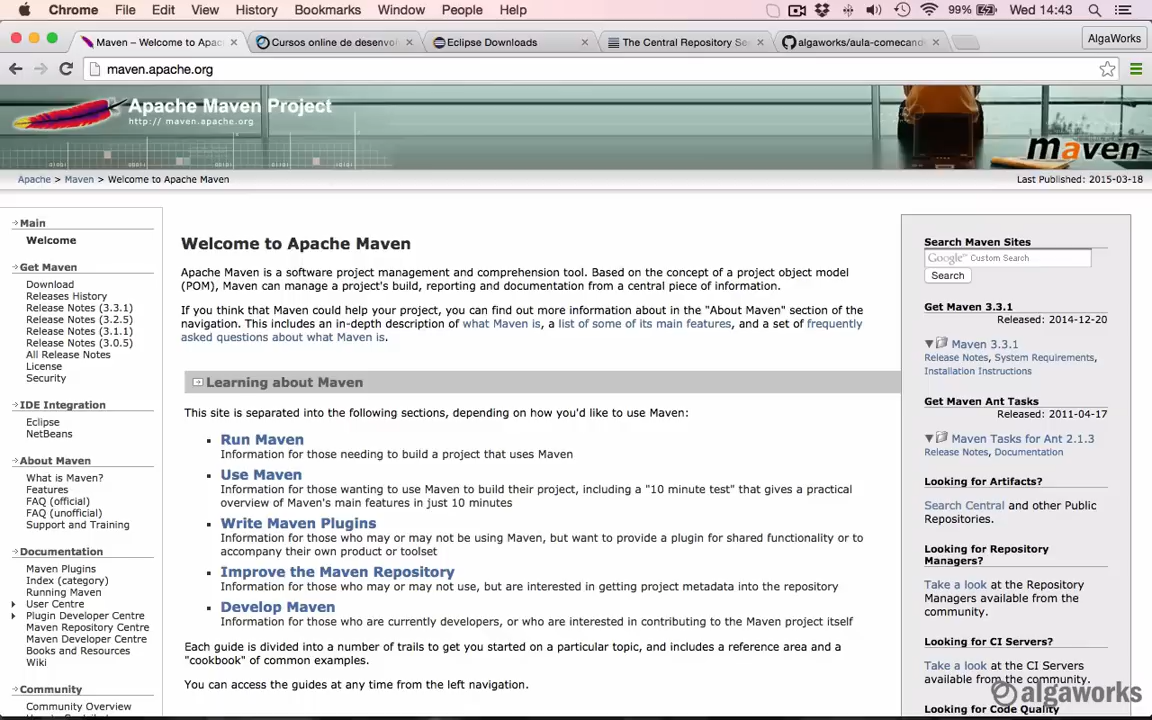 Chrome File Edit View History Bookmarks Window People Help 99% Wed 14:43
Maven – Welcome to Apac
Cursos online de desenvol
Eclipse Downloads
The Central Repository Se
algaworks/aula-comecand
AlgaWorks
maven.apache.org
Apache Maven Project
http:// maven.apache.org
maven
Apache > Maven > Welcome to Apache Maven
Last Published: 2015-03-18
Main
Welcome
Get Maven
Download
Releases History
Release Notes (3.3.1)
Release Notes (3.2.5)
Release Notes (3.1.1)
Release Notes (3.0.5)
All Release Notes
License
Security
IDE Integration
Eclipse
NetBeans
About Maven
What is Maven?
Features
FAQ (official)
FAQ (unofficial)
Support and Training
Documentation
Maven Plugins
Index (category)
Running Maven
User Centre
Plugin Developer Centre
Maven Repository Centre
Maven Developer Centre
Books and Resources
Wiki
Community
Community Overview
Welcome to Apache Maven
Apache Maven is a software project management and comprehension tool. Based on the concept of a project object model
(POM), Maven can manage a project's build, reporting and documentation from a central piece of information.
If you think that Maven could help your project, you can find out more information about in the "About Maven" section of the
navigation. This includes an in-depth description of what Maven is, a list of some of its main features, and a set of frequently
asked questions about what Maven is.
Learning about Maven
This site is separated into the following sections, depending on how you'd like to use Maven:
Run Maven
Information for those needing to build a project that uses Maven
Use Maven
Information for those wanting to use Maven to build their project, including a "10 minute test" that gives a practical
overview of Maven's main features in just 10 minutes
Write Maven Plugins
Information for those who may or may not be using Maven, but want to provide a plugin for shared functionality or to
accompany their own product or toolset
Improve the Maven Repository
Information for those who may or may not use, but are interested in getting project metadata into the repository
Develop Maven
Information for those who are currently developers, or who are interested in contributing to the Maven project itself
Each guide is divided into a number of trails to get you started on a particular topic, and includes a reference area and a
"cookbook" of common examples.
You can access the guides at any time from the left navigation.
Search Maven Sites
Google™ Custom Search
Search
Get Maven 3.3.1
Released: 2014-12-20
Maven 3.3.1
Release Notes, System Requirements,
Installation Instructions
Get Maven Ant Tasks
Released: 2011-04-17
Maven Tasks for Ant 2.1.3
Release Notes, Documentation
Looking for Artifacts?
Search Central and other Public
Repositories.
Looking for Repository
Managers?
Take a look at the Repository
Managers available from the
community.
Looking for CI Servers?
Take a look at the CI Servers
available from the community.
Looking for Code Quality
algaworks